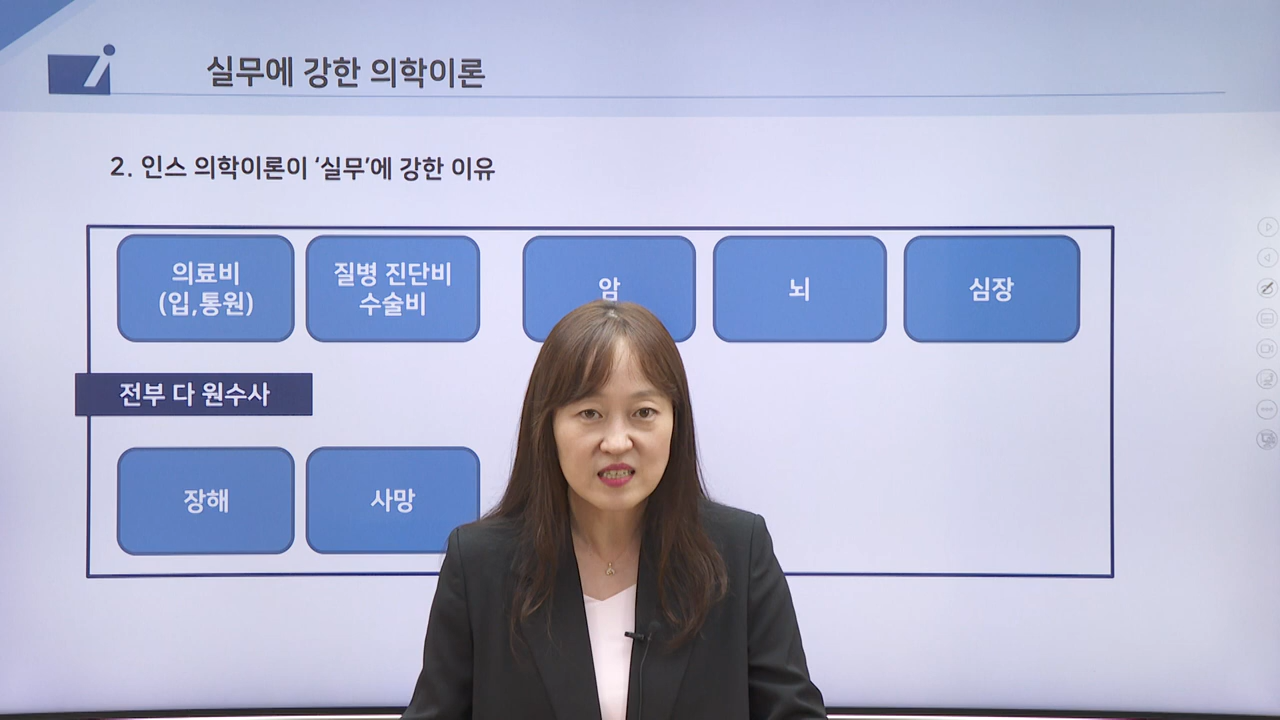 실무에 강한 의학이론
2. 인스 의학이론이 ‘실무’에 강한 이유
의료비
(입,통원)
질병 진단비
수술비
암
뇌
심장
전부 다 원수사
장해
사망